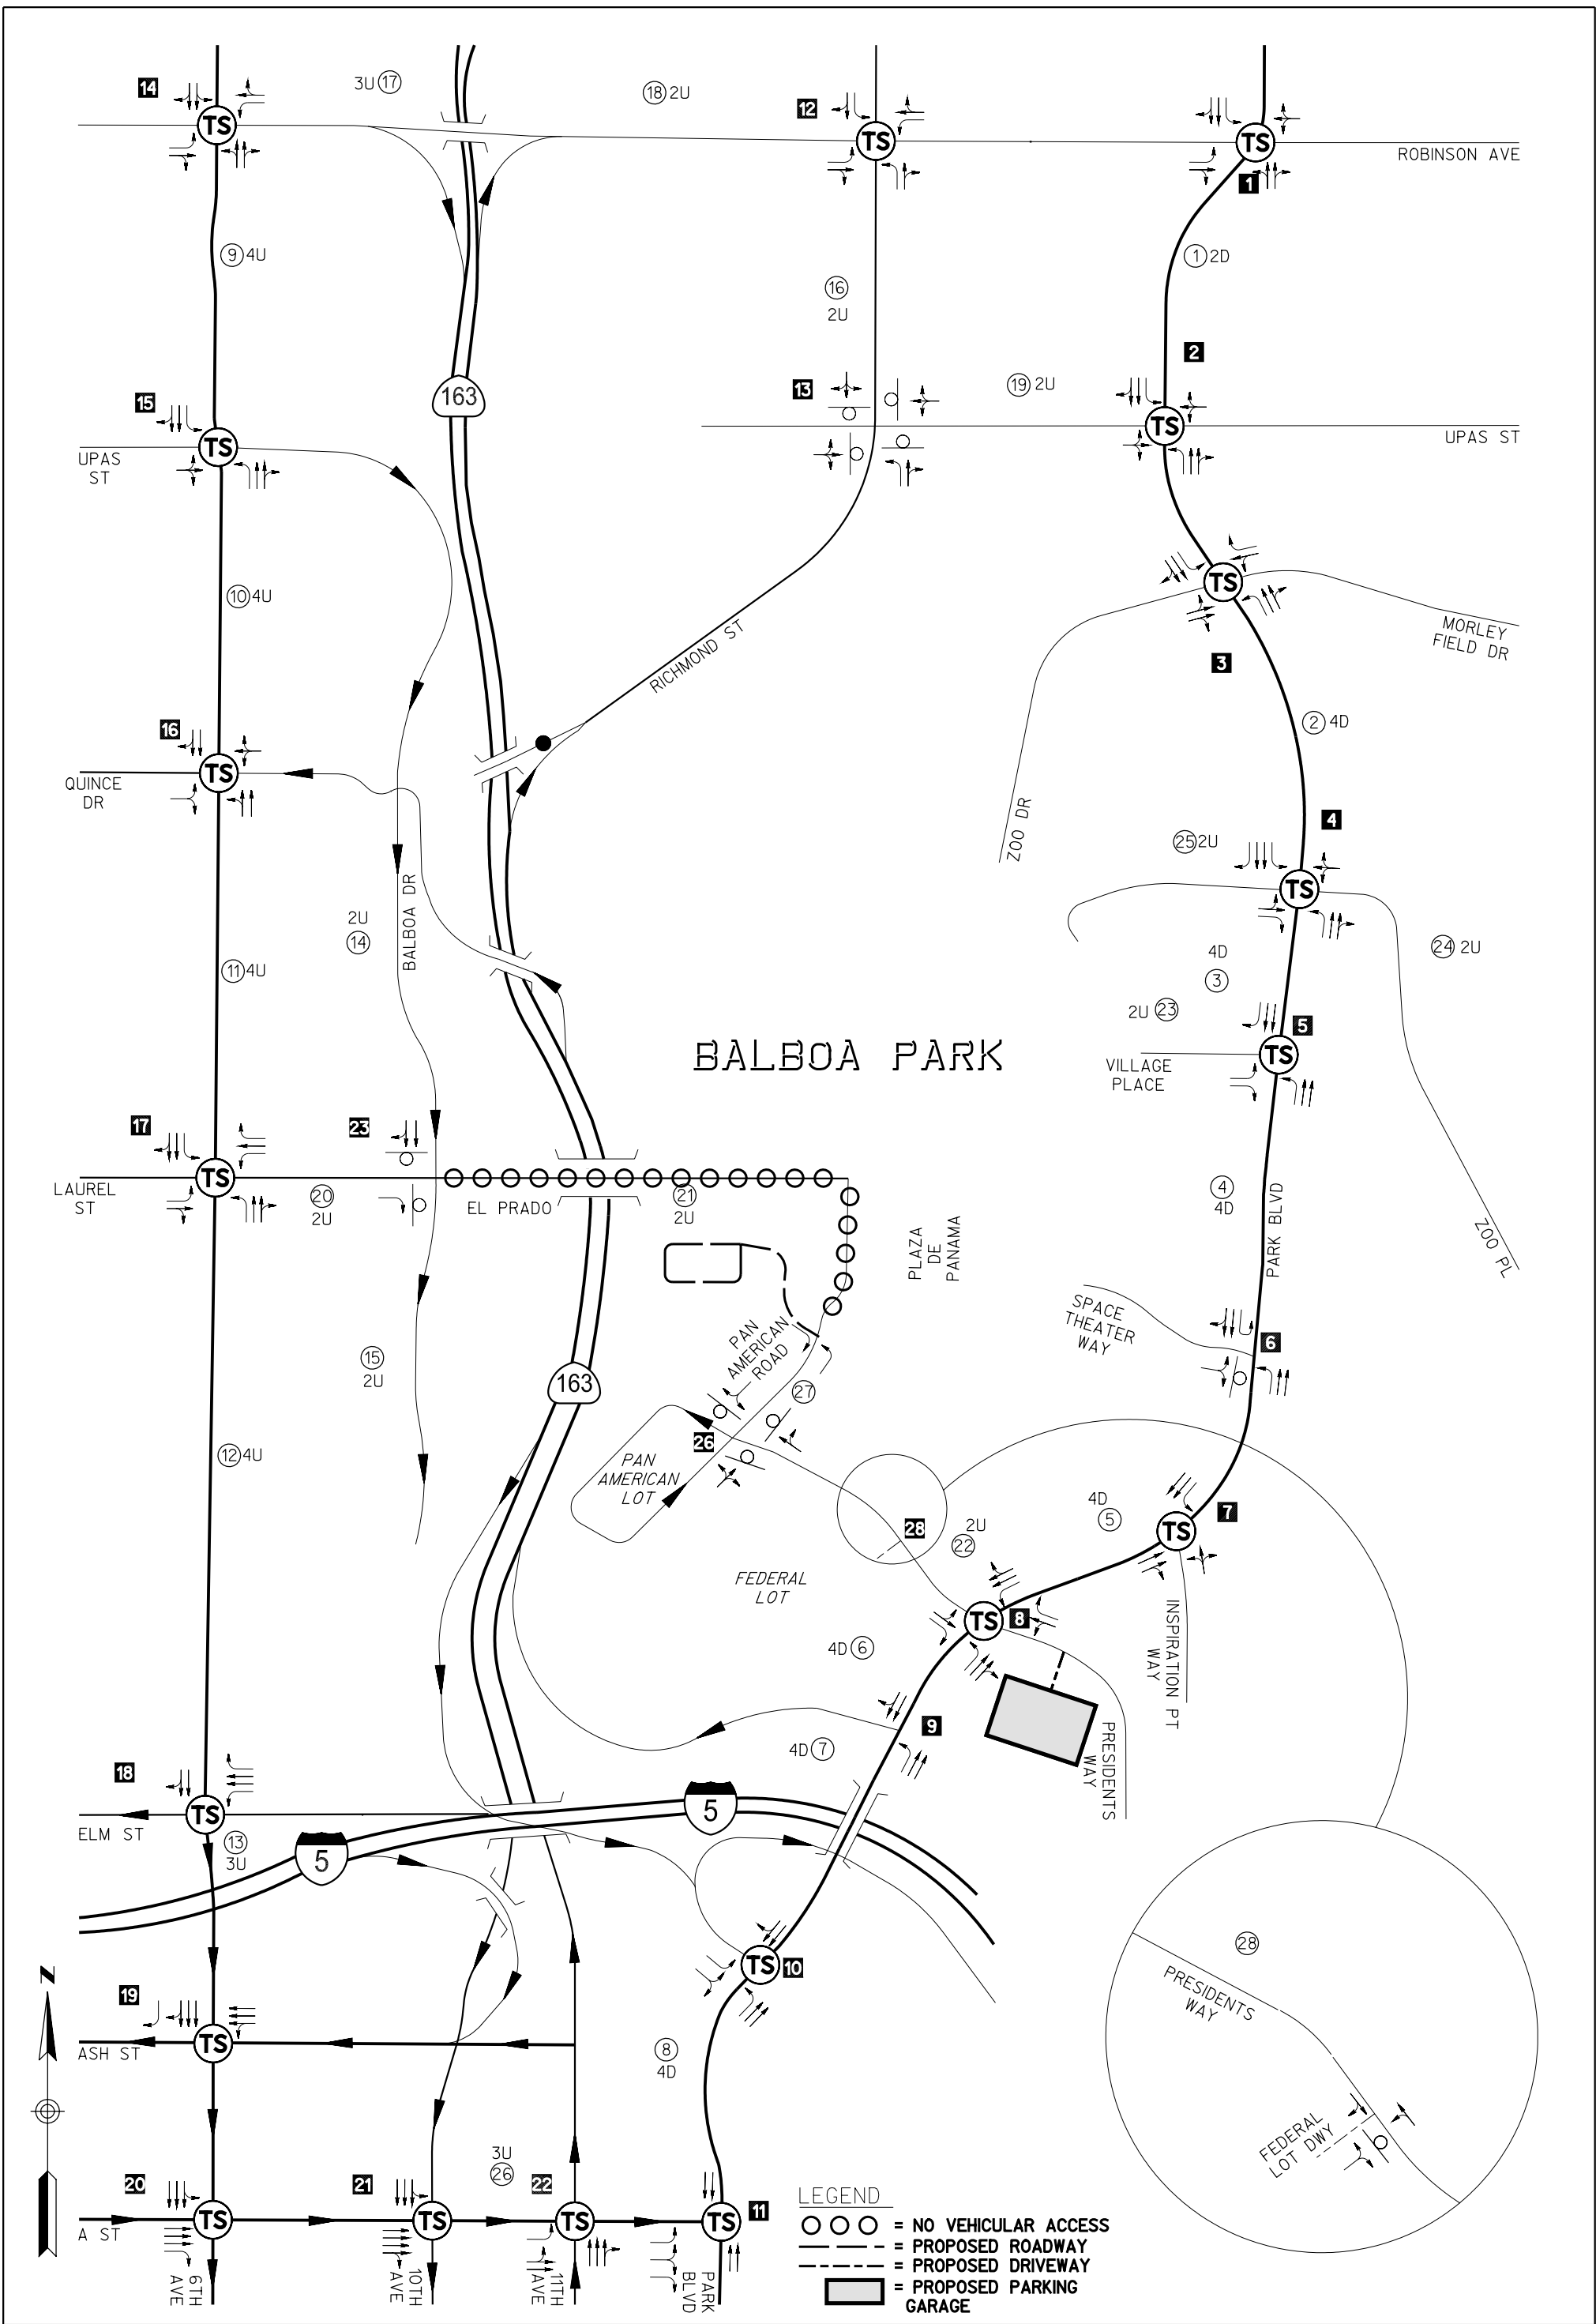 14
3U 17
18 2U
12
TS
TS
TS
ROBINSON AVE
1
9 4U
1 2D
16
2U
2
163
13
19 2U
15
TS
TS
UPAS
ST
UPAS ST
TS
10 4U
MORLEY
FIELD DR
RICHMOND ST
3
2 4D
16
TS
QUINCE
DR
ZOO DR
4
25 2U
TS
2U
14
BALBOA DR
11 4U
4D
3
24 2U
2U 23
5
BALBOA PARK
TS
VILLAGE
PLACE
17
23
TS
LAUREL
ST
20
2U
EL PRADO
21
2U
4
4D
PARK BLVD
PLAZA
DE
PANAMA
ZOO PL
SPACE
THEATER
WAY
6
PAN
AMERICAN
ROAD
15
2U
163
27
26
12 4U
PAN
AMERICAN
LOT
4D
5
7
TS
28
2U
22
FEDERAL
LOT
TS
8
4D 6
INSPIRATION PT
WAY
9
4D 7
PRESIDENTS
WAY
18
TS
ELM ST
5
13
3U
5
28
TS
10
PRESIDENTS
WAY
N
19
TS
ASH ST
8
4D
FEDERAL
LOT DWY
3U
26
20
21
22
TS
TS
TS
TS
11
A ST
6TH
AVE
10TH
AVE
11TH
AVE
PARK
BLVD
LEGEND
= NO VEHICULAR ACCESS
= PROPOSED ROADWAY
= PROPOSED DRIVEWAY
= PROPOSED PARKING
GARAGE